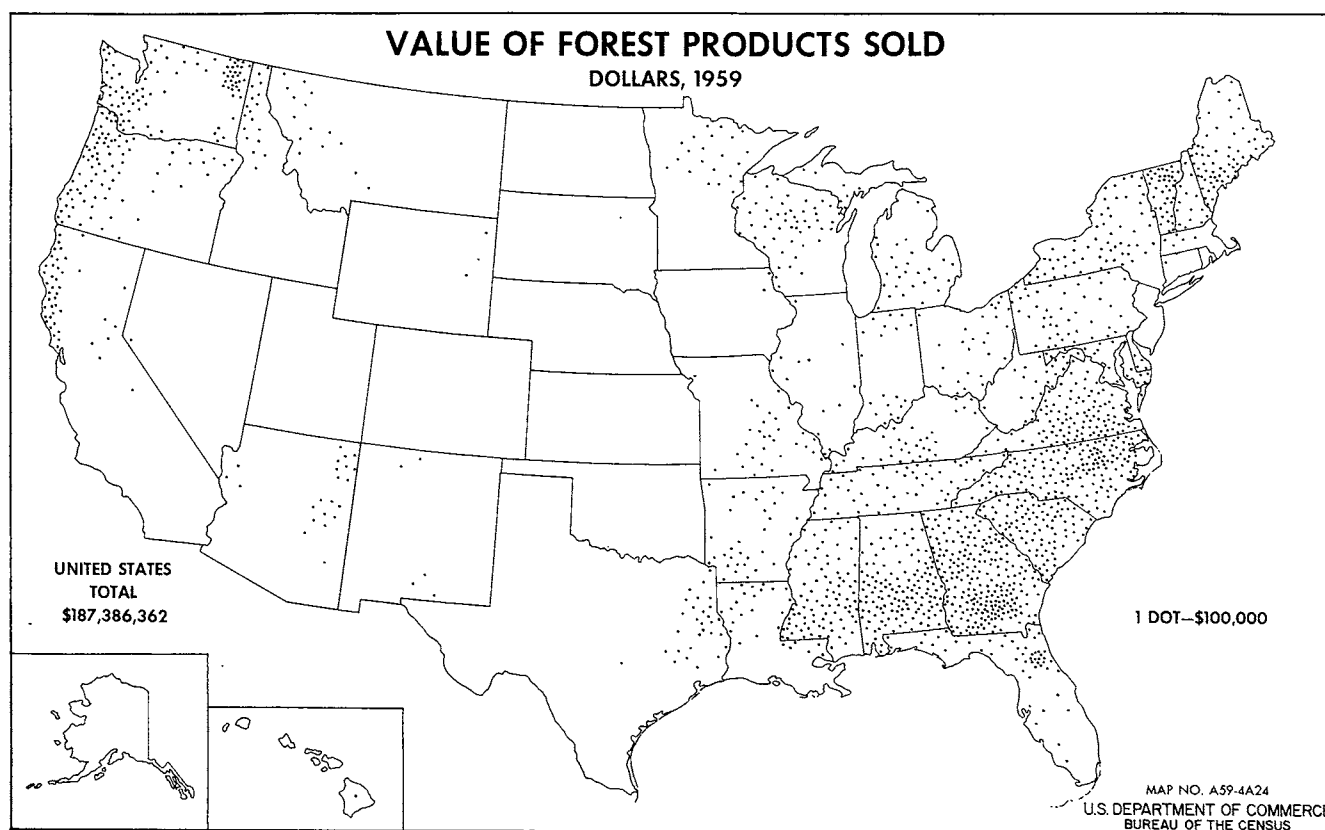 VALUE OF FOREST PRODUCTS SOLD
DOLLARS, 1959
UNITED STATES
TOTAL
$187,386,362
1 DOT—$100,000
MAP NO. A59-4A24
U.S. DEPARTMENT OF COMMERCE
BUREAU OF THE CENSUS